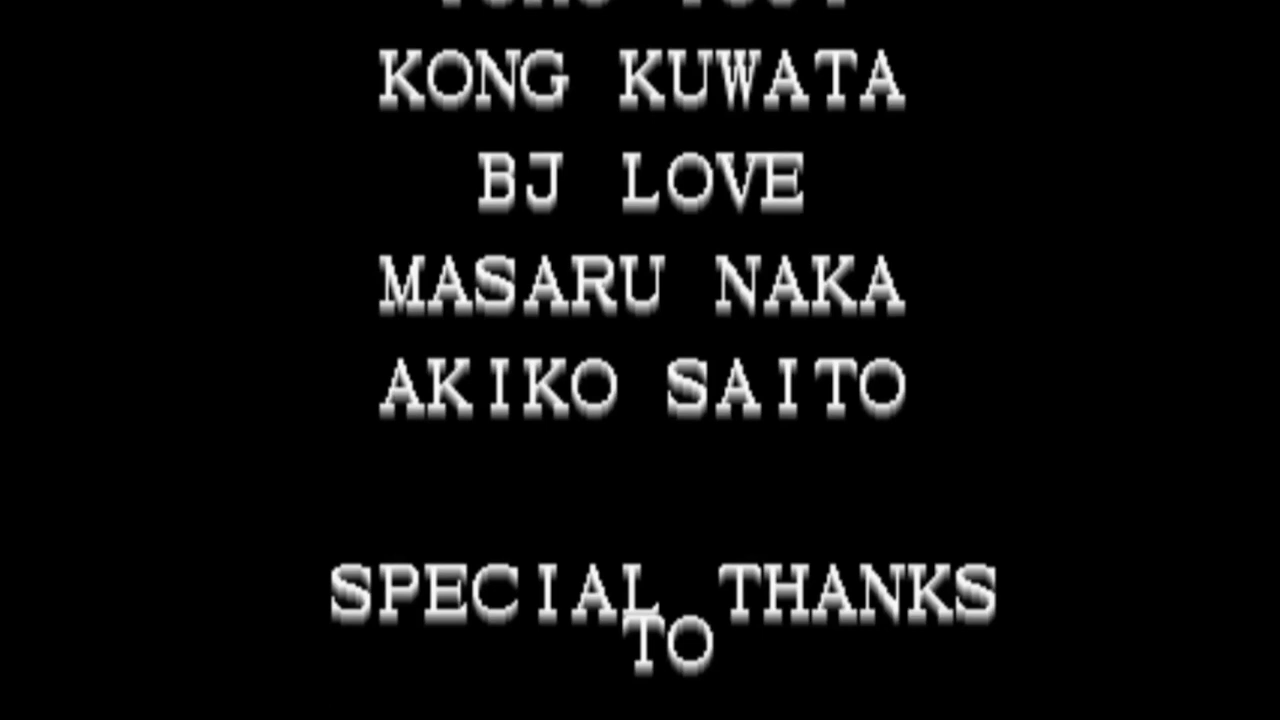 KONG KUWATA
BJ LOVE
MASARU NAKA
AKIKO SAITO
SPECIAL THANKS
TO